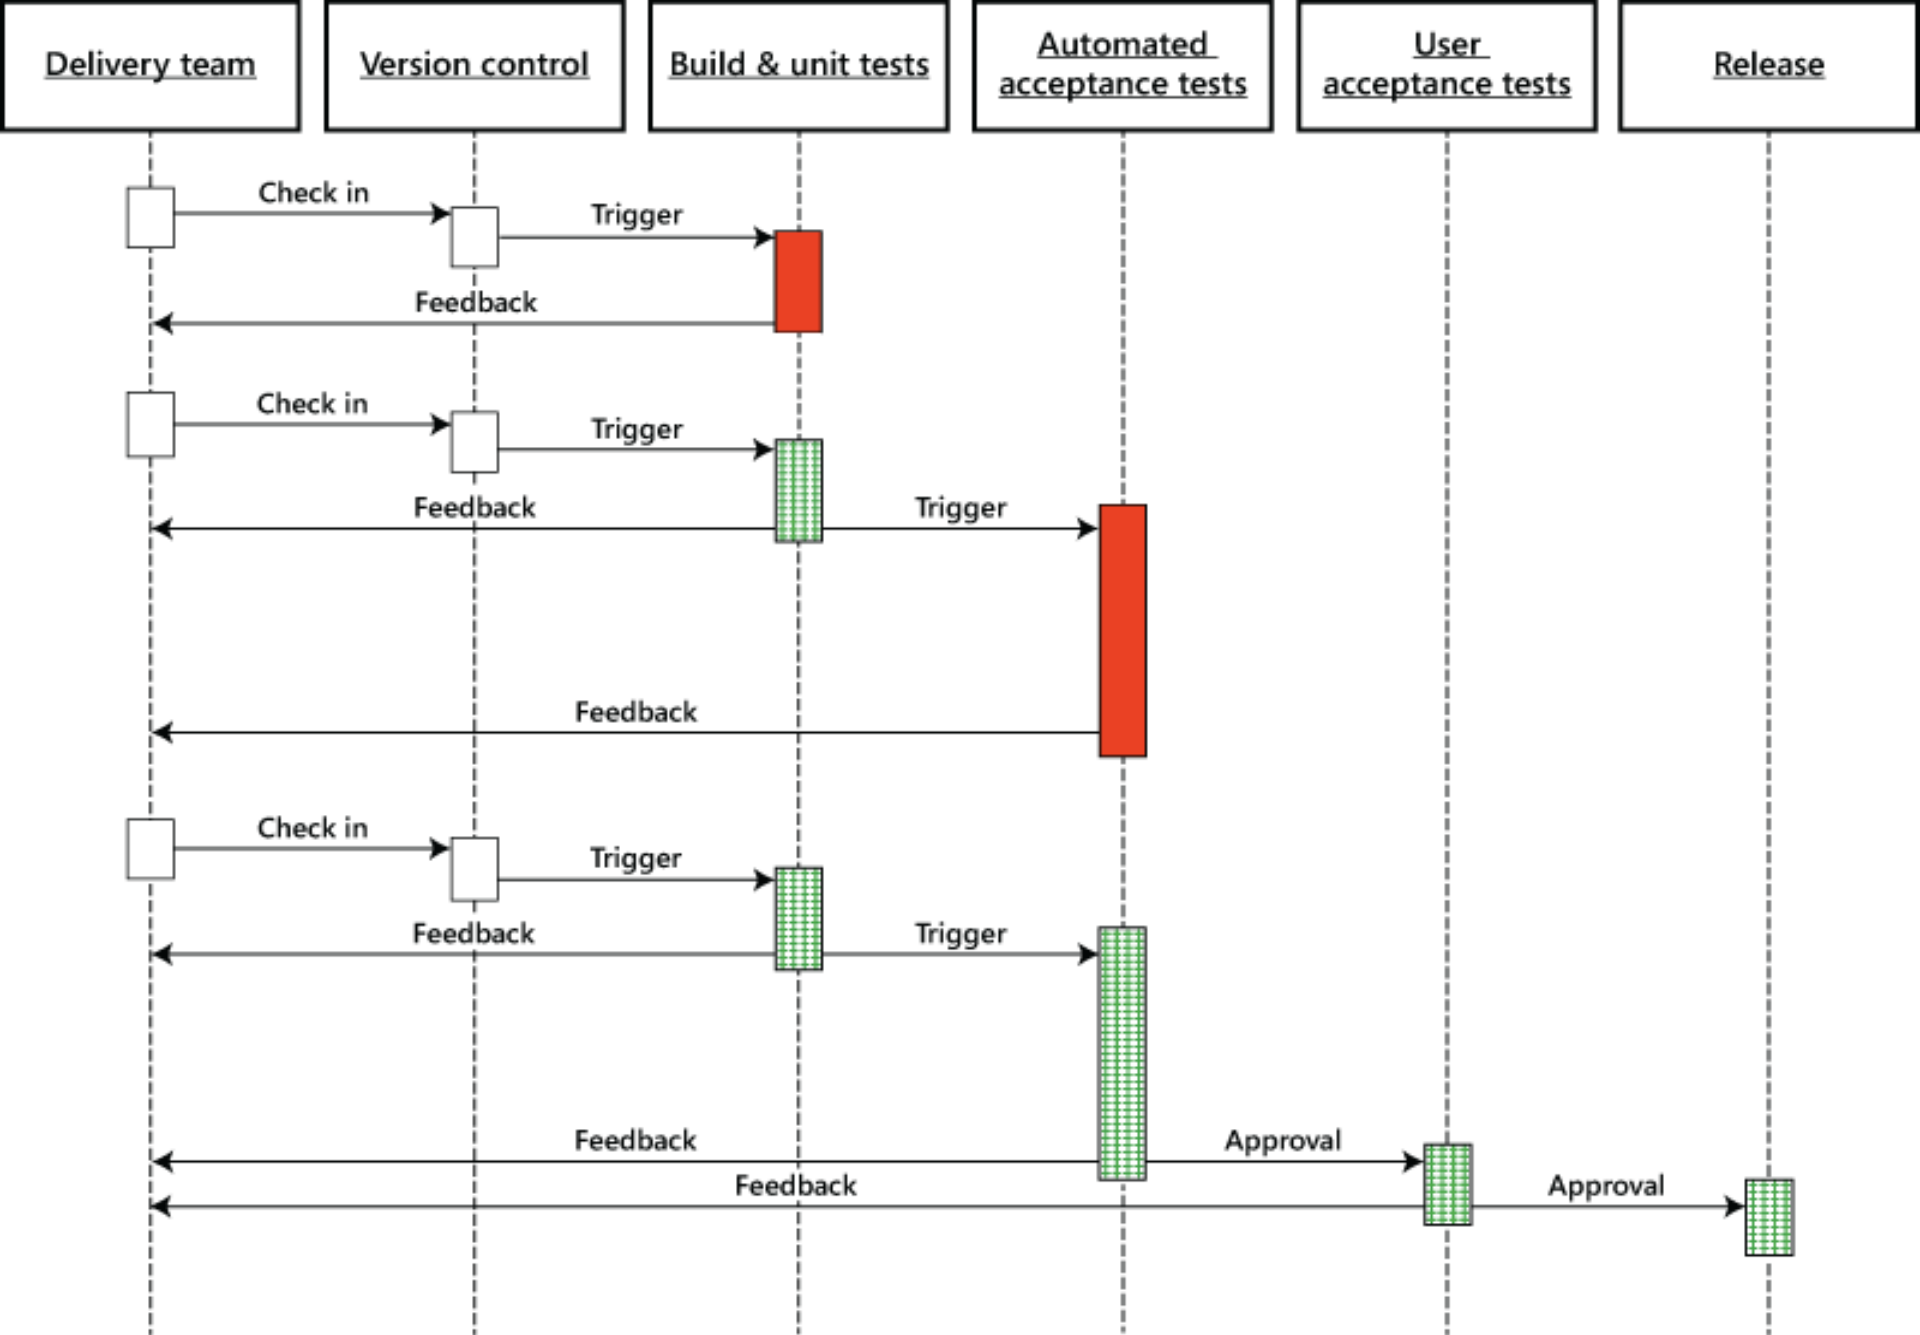 Delivery team
Version control
Build & unit tests
Automated
acceptance tests
User
acceptance tests
Release
Check in
Trigger
Feedback
Check in
Trigger
Feedback
Trigger
Feedback
Check in
Trigger
Feedback
Trigger
Feedback
Approval
Feedback
Approval